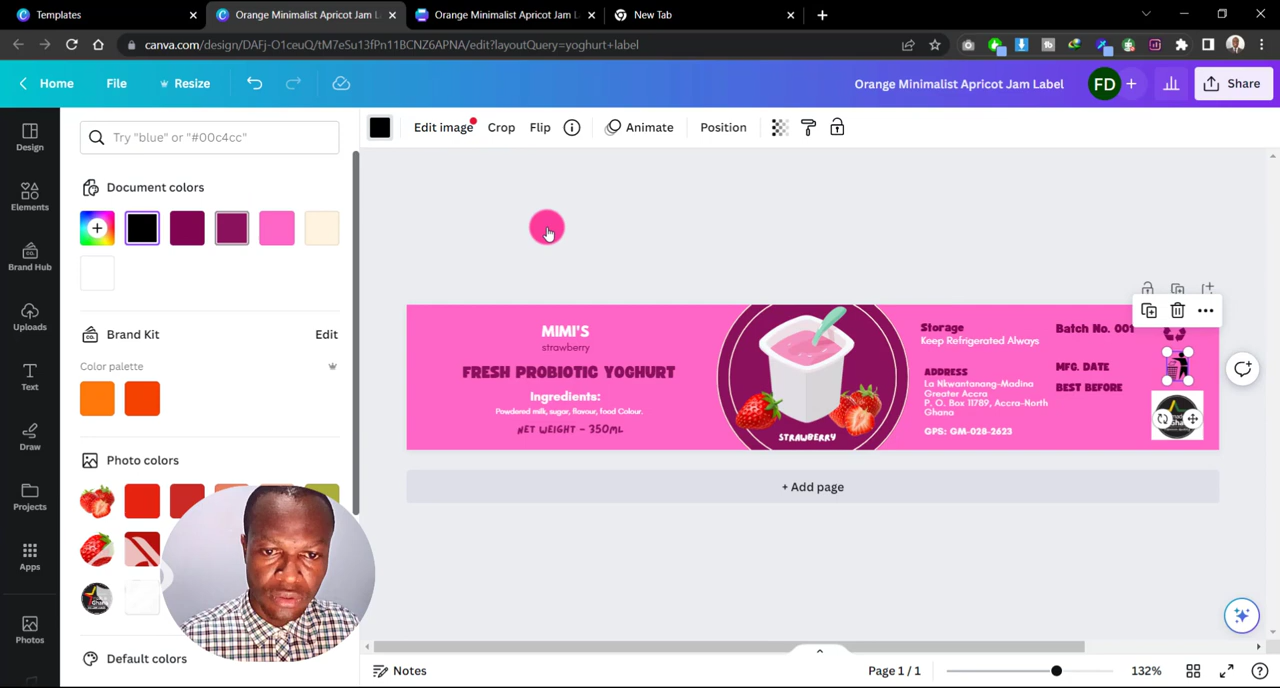 Templates
Orange Minimalist Apricot Jam L
Orange Minimalist Apricot Jam L
New Tab
canva.com/design/DAFj-O1ceuQ/tM7eSu13fPn11BCNZ6APNA/edit?layoutQuery=yoghurt+label
Home
File
Resize
Orange Minimalist Apricot Jam Label
FD
Share
Try "blue" or "#00c4cc"
Edit image
Crop
Flip
Animate
Position
Design
Elements
Brand Hub
Uploads
Text
Draw
Projects
Apps
Photos
Document colors
Brand Kit
Edit
Color palette
Photo colors
Default colors
MIMI'S
strawberry
FRESH PROBIOTIC YOGHURT
Ingredients:
Powdered milk, sugar, flavour, food Colour.
NET WEIGHT - 350ML
STRAWBERRY
Storage
Keep Refrigerated Always
ADDRESS
La Nkwantanang-Madina
Greater Accra
P. O. Box 11789, Accra-North
Ghana
GPS: GM-028-2623
Batch No. 001
MFG. DATE
BEST BEFORE
+ Add page
Notes
Page 1 / 1
132%